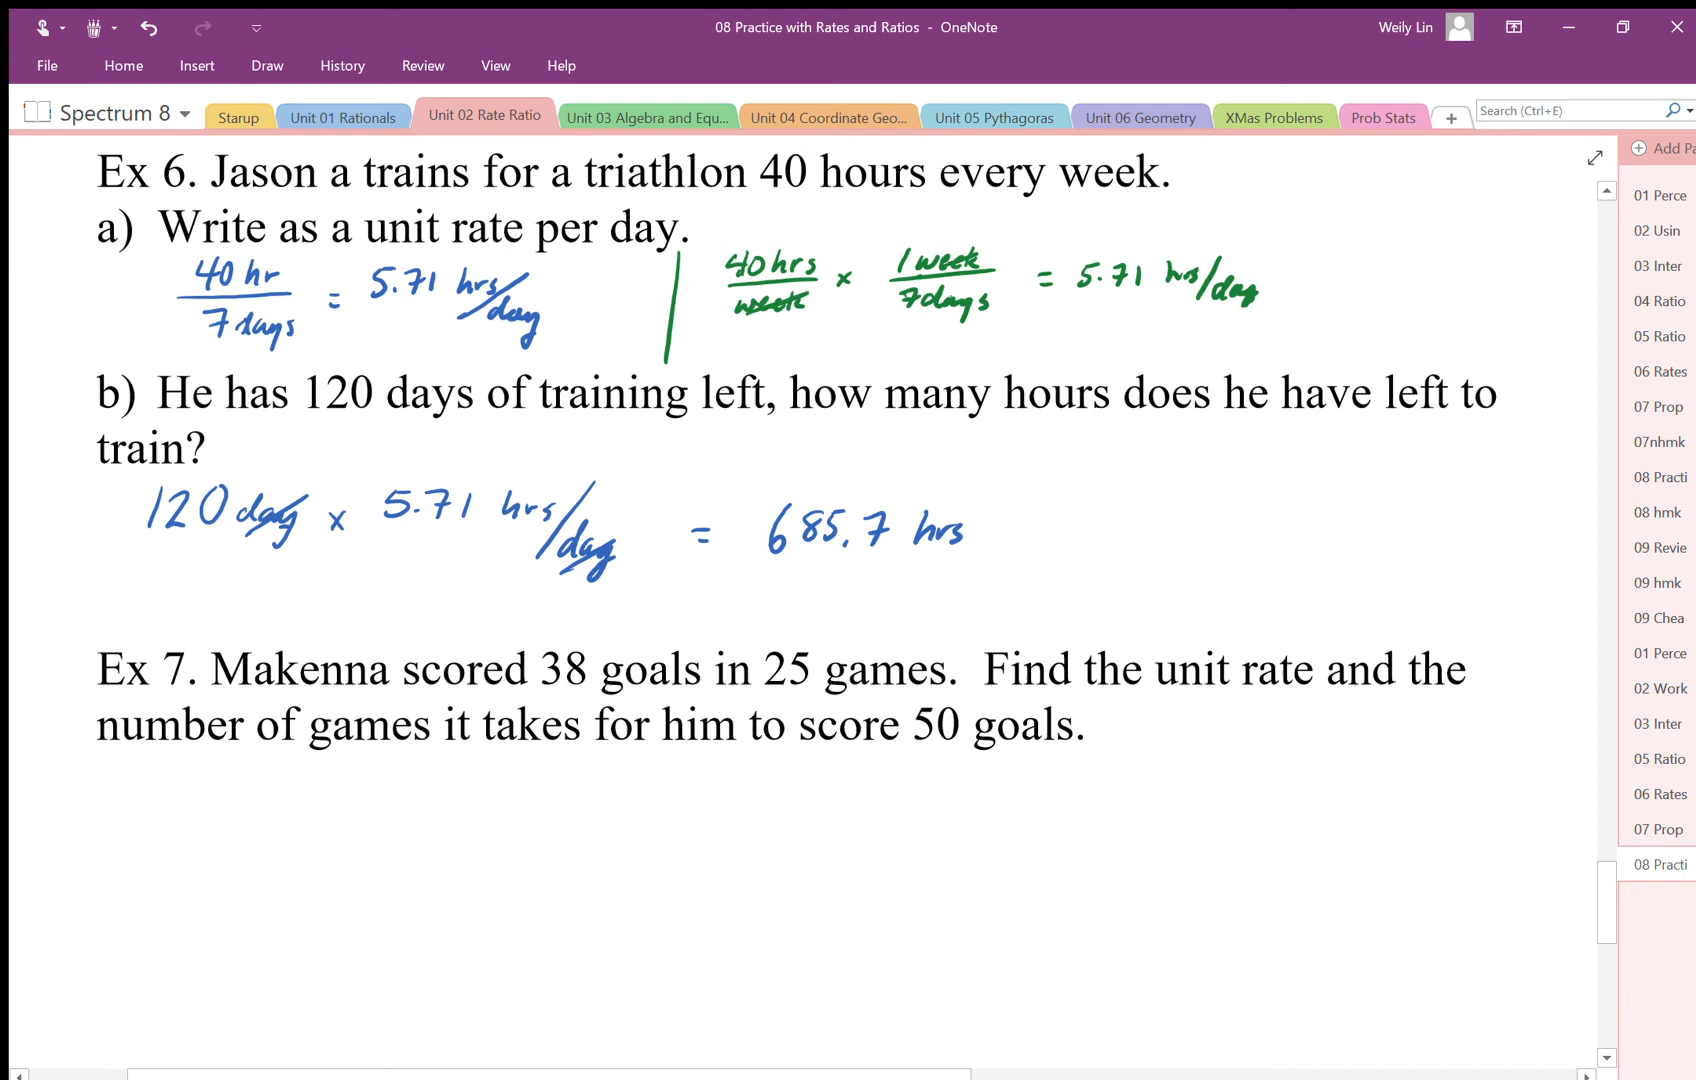 08 Practice with Rates and Ratios - OneNote
Weily Lin
File Home Insert Draw History Review View Help
Spectrum 8
Starup
Unit 01 Rationals
Unit 02 Rate Ratio
Unit 03 Algebra and Equ...
Unit 04 Coordinate Geo...
Unit 05 Pythagoras
Unit 06 Geometry
XMas Problems
Prob Stats
+
Search (Ctrl+E)
Ex 6. Jason a trains for a triathlon 40 hours every week.
a) Write as a unit rate per day.
40 hr / 7 days = 5.71 hrs/day
40 hrs / week x 1 week / 7 days = 5.71 hrs/day
b) He has 120 days of training left, how many hours does he have left to
train?
120 day x 5.71 hrs/day = 685.7 hrs
Ex 7. Makenna scored 38 goals in 25 games. Find the unit rate and the
number of games it takes for him to score 50 goals.
Add Pa
01 Perce
02 Usin
03 Inter
04 Ratio
05 Ratio
06 Rates
07 Prop
07nhmk
08 Practi
08 hmk
09 Revie
09 hmk
09 Chea
01 Perce
02 Work
03 Inter
05 Ratio
06 Rates
07 Prop
08 Practi